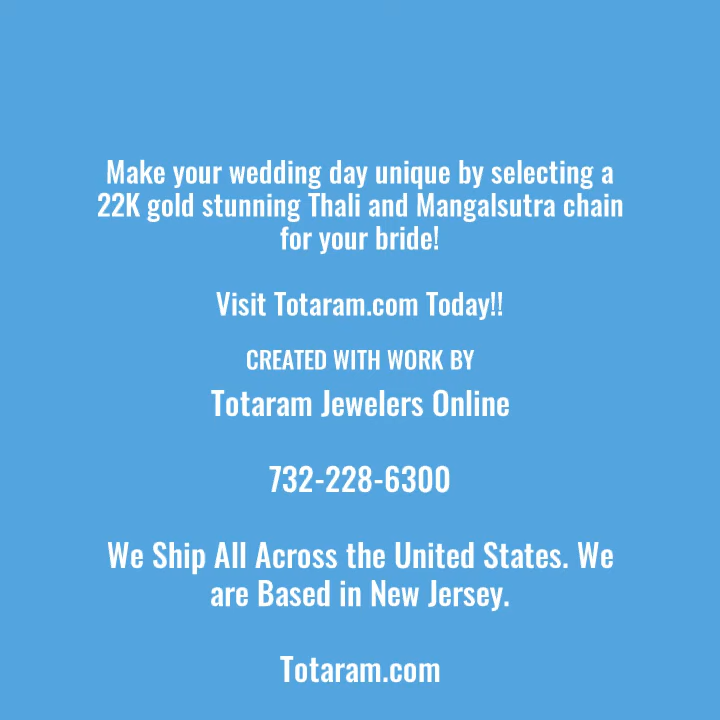 Make your wedding day unique by selecting a
22K gold stunning Thali and Mangalsutra chain
for your bride!
Visit Totaram.com Today!!
CREATED WITH WORK BY
Totaram Jewelers Online
732-228-6300
We Ship All Across the United States. We
are Based in New Jersey.
Totaram.com